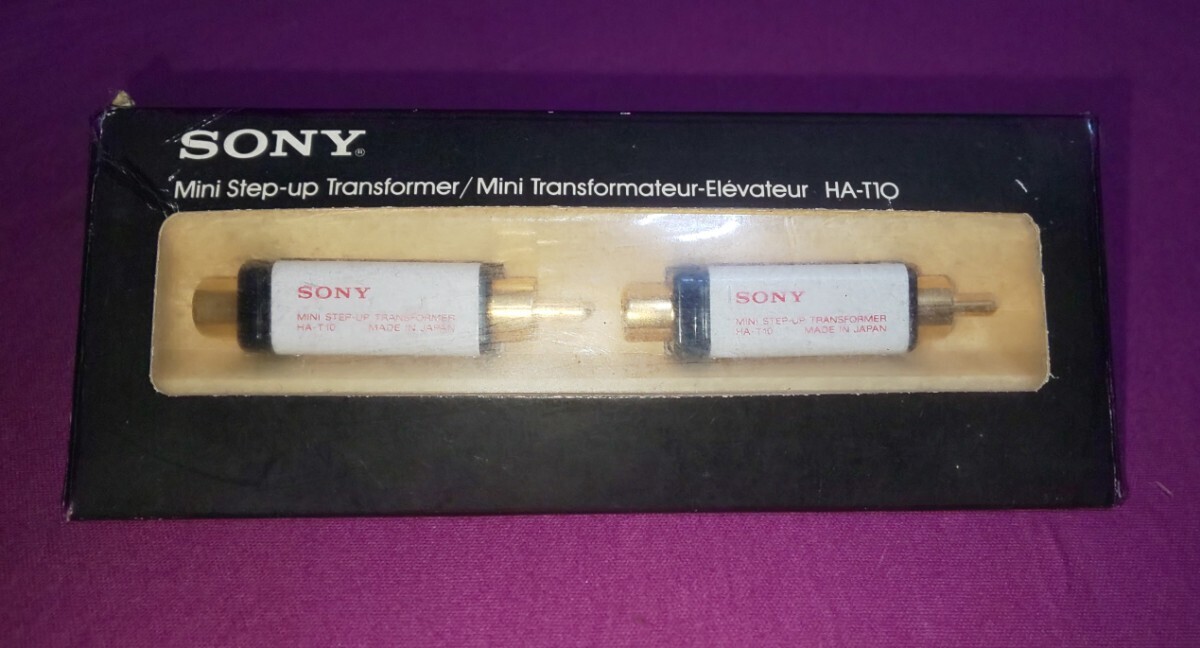 SONY®
Mini Step-up Transformer/Mini Transformateur-Elévateur HA-T10
SONY
MINI STEP-UP TRANSFORMER
HA-T10 MADE IN JAPAN
SONY
MINI STEP-UP TRANSFORMER
HA-T10 MADE IN JAPAN